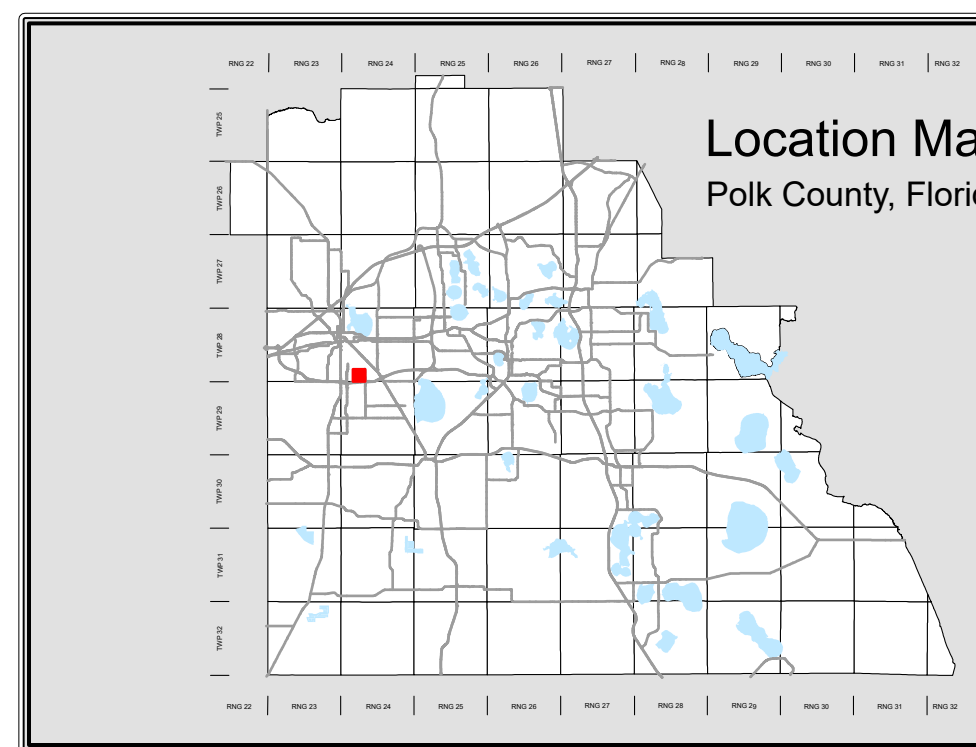 RNG 22 RNG 23 RNG 24 RNG 25 RNG 26 RNG 27 RNG 28 RNG 29 RNG 30 RNG 31 RNG 32
Location Ma
Polk County, Flori
TWP 25
TWP 26
TWP 27
TWP 28
TWP 29
TWP 30
TWP 31
TWP 32
RNG 22 RNG 23 RNG 24 RNG 25 RNG 26 RNG 27 RNG 28 RNG 29 RNG 30 RNG 31 RNG 32